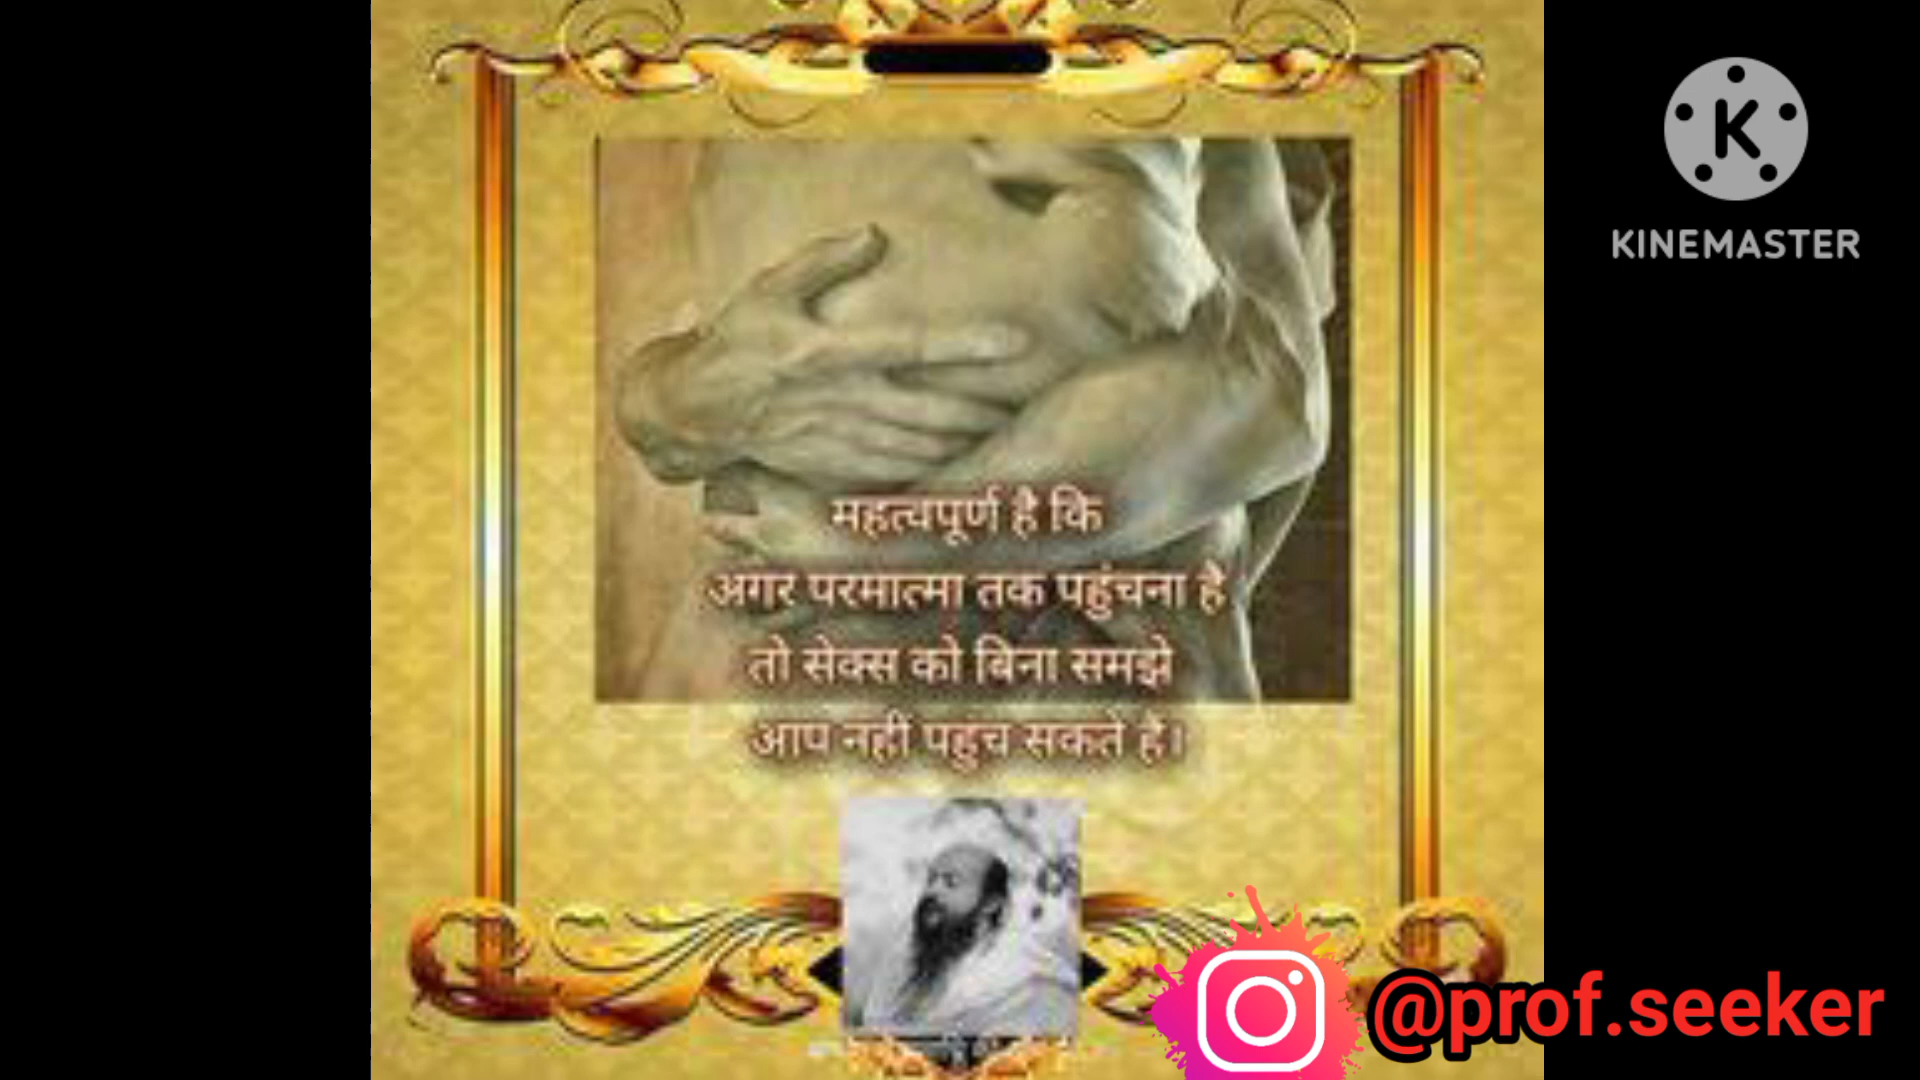 KINEMASTER
महत्वपूर्ण है कि
अगर परमात्मा तक पहुंचना है
तो सेक्स को बिना समझे
आप नही पहुंच सकते है।
@prof.seeker